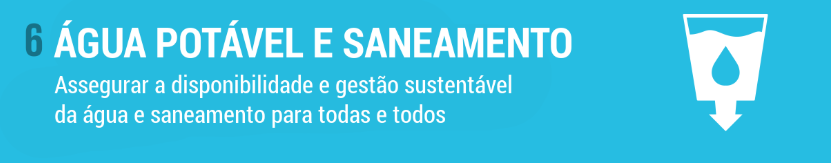 6 ÁGUA POTÁVEL E SANEAMENTO
Assegurar a disponibilidade e gestão sustentável
da água e saneamento para todas e todos